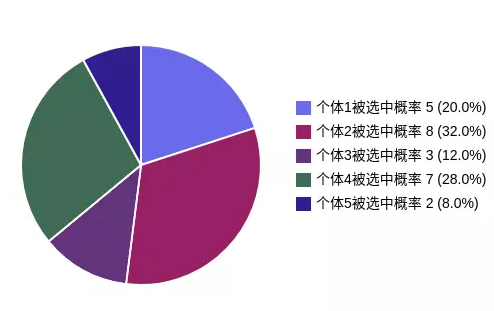 个体1被选中概率 5 (20.0%)
个体2被选中概率 8 (32.0%)
个体3被选中概率 3 (12.0%)
个体4被选中概率 7 (28.0%)
个体5被选中概率 2 (8.0%)